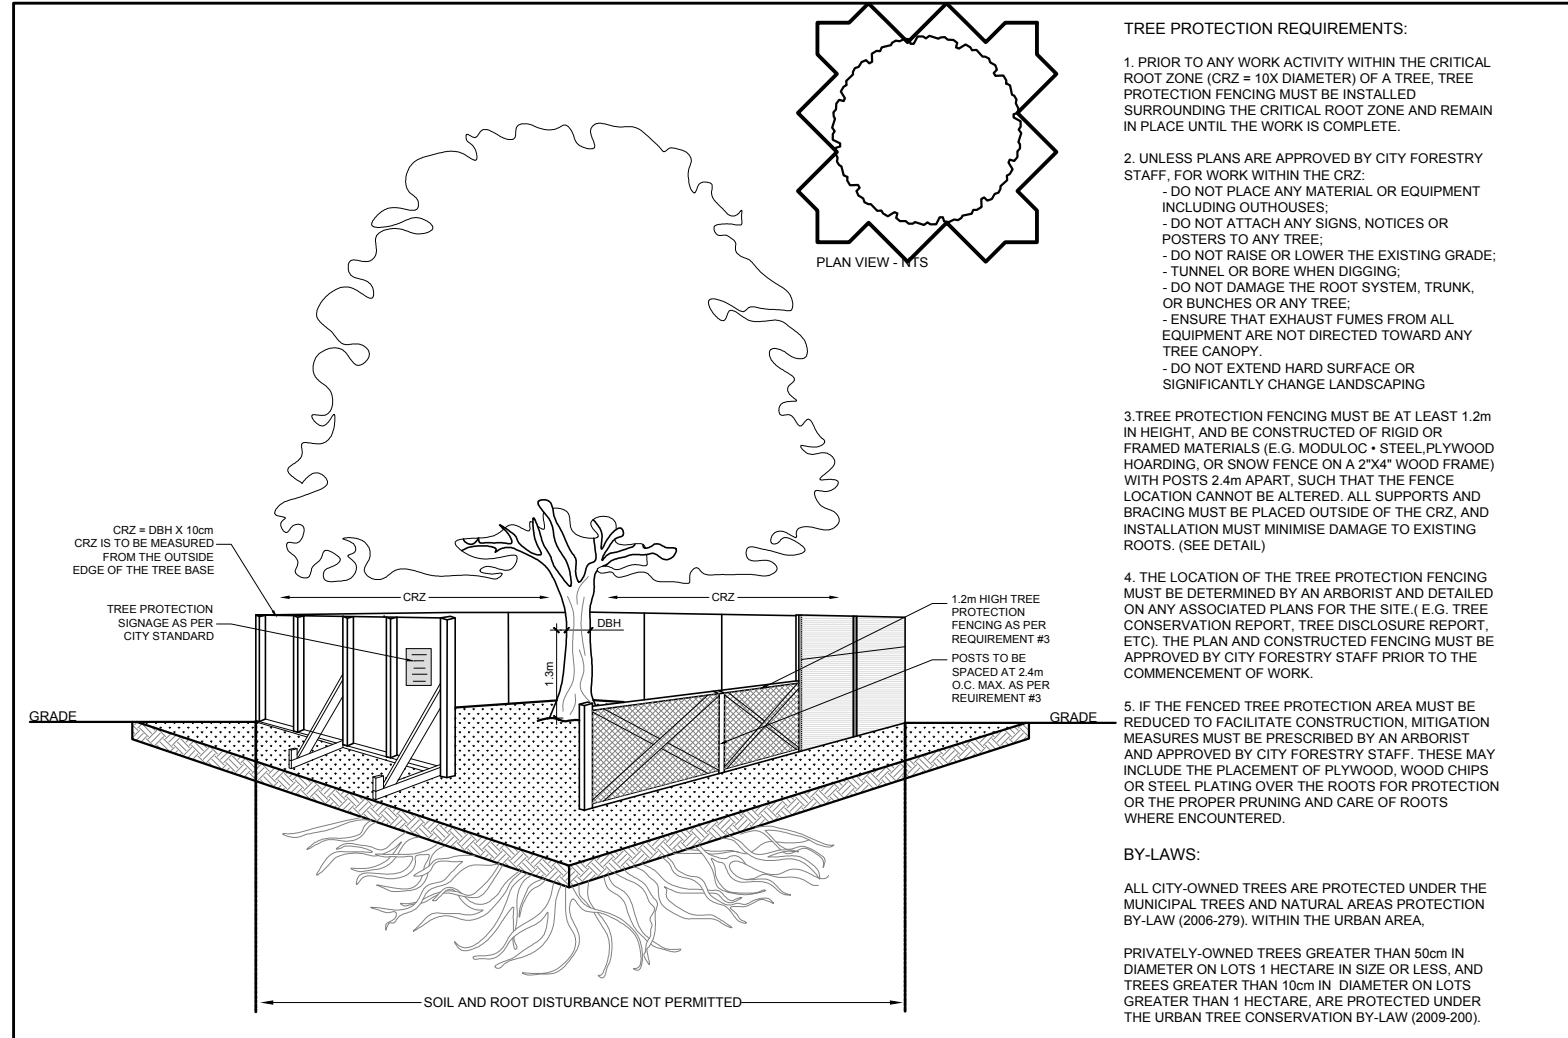 TREE PROTECTION REQUIREMENTS:
1. PRIOR TO ANY WORK ACTIVITY WITHIN THE CRITICAL
ROOT ZONE (CRZ = 10X DIAMETER) OF A TREE, TREE
PROTECTION FENCING MUST BE INSTALLED
SURROUNDING THE CRITICAL ROOT ZONE AND REMAIN
IN PLACE UNTIL THE WORK IS COMPLETE.
2. UNLESS PLANS ARE APPROVED BY CITY FORESTRY
STAFF, FOR WORK WITHIN THE CRZ:
- DO NOT PLACE ANY MATERIAL OR EQUIPMENT
INCLUDING OUTHOUSES;
- DO NOT ATTACH ANY SIGNS, NOTICES OR
POSTERS TO ANY TREE;
- DO NOT RAISE OR LOWER THE EXISTING GRADE;
- TUNNEL OR BORE WHEN DIGGING;
- DO NOT DAMAGE THE ROOT SYSTEM, TRUNK,
OR BUNCHES OR ANY TREE;
- ENSURE THAT EXHAUST FUMES FROM ALL
EQUIPMENT ARE NOT DIRECTED TOWARD ANY
TREE CANOPY.
- DO NOT EXTEND HARD SURFACE OR
SIGNIFICANTLY CHANGE LANDSCAPING
3.TREE PROTECTION FENCING MUST BE AT LEAST 1.2m
IN HEIGHT, AND BE CONSTRUCTED OF RIGID OR
FRAMED MATERIALS (E.G. MODULOC • STEEL,PLYWOOD
HOARDING, OR SNOW FENCE ON A 2"X4" WOOD FRAME)
WITH POSTS 2.4m APART, SUCH THAT THE FENCE
LOCATION CANNOT BE ALTERED. ALL SUPPORTS AND
BRACING MUST BE PLACED OUTSIDE OF THE CRZ, AND
INSTALLATION MUST MINIMISE DAMAGE TO EXISTING
ROOTS. (SEE DETAIL)
4. THE LOCATION OF THE TREE PROTECTION FENCING
MUST BE DETERMINED BY AN ARBORIST AND DETAILED
ON ANY ASSOCIATED PLANS FOR THE SITE.( E.G. TREE
CONSERVATION REPORT, TREE DISCLOSURE REPORT,
ETC). THE PLAN AND CONSTRUCTED FENCING MUST BE
APPROVED BY CITY FORESTRY STAFF PRIOR TO THE
COMMENCEMENT OF WORK.
5. IF THE FENCED TREE PROTECTION AREA MUST BE
REDUCED TO FACILITATE CONSTRUCTION, MITIGATION
MEASURES MUST BE PRESCRIBED BY AN ARBORIST
AND APPROVED BY CITY FORESTRY STAFF. THESE MAY
INCLUDE THE PLACEMENT OF PLYWOOD, WOOD CHIPS
OR STEEL PLATING OVER THE ROOTS FOR PROTECTION
OR THE PROPER PRUNING AND CARE OF ROOTS
WHERE ENCOUNTERED.
BY-LAWS:
ALL CITY-OWNED TREES ARE PROTECTED UNDER THE
MUNICIPAL TREES AND NATURAL AREAS PROTECTION
BY-LAW (2006-279). WITHIN THE URBAN AREA,
PRIVATELY-OWNED TREES GREATER THAN 50cm IN
DIAMETER ON LOTS 1 HECTARE IN SIZE OR LESS, AND
TREES GREATER THAN 10cm IN DIAMETER ON LOTS
GREATER THAN 1 HECTARE, ARE PROTECTED UNDER
THE URBAN TREE CONSERVATION BY-LAW (2009-200).
PLAN VIEW - NTS
CRZ = DBH X 10cm
CRZ IS TO BE MEASURED
FROM THE OUTSIDE
EDGE OF THE TREE BASE
TREE PROTECTION
SIGNAGE AS PER
CITY STANDARD
CRZ
CRZ
DBH
1.3m
1.2m HIGH TREE
PROTECTION
FENCING AS PER
REQUIREMENT #3
POSTS TO BE
SPACED AT 2.4m
O.C. MAX. AS PER
REUIREMENT #3
GRADE
GRADE
SOIL AND ROOT DISTURBANCE NOT PERMITTED